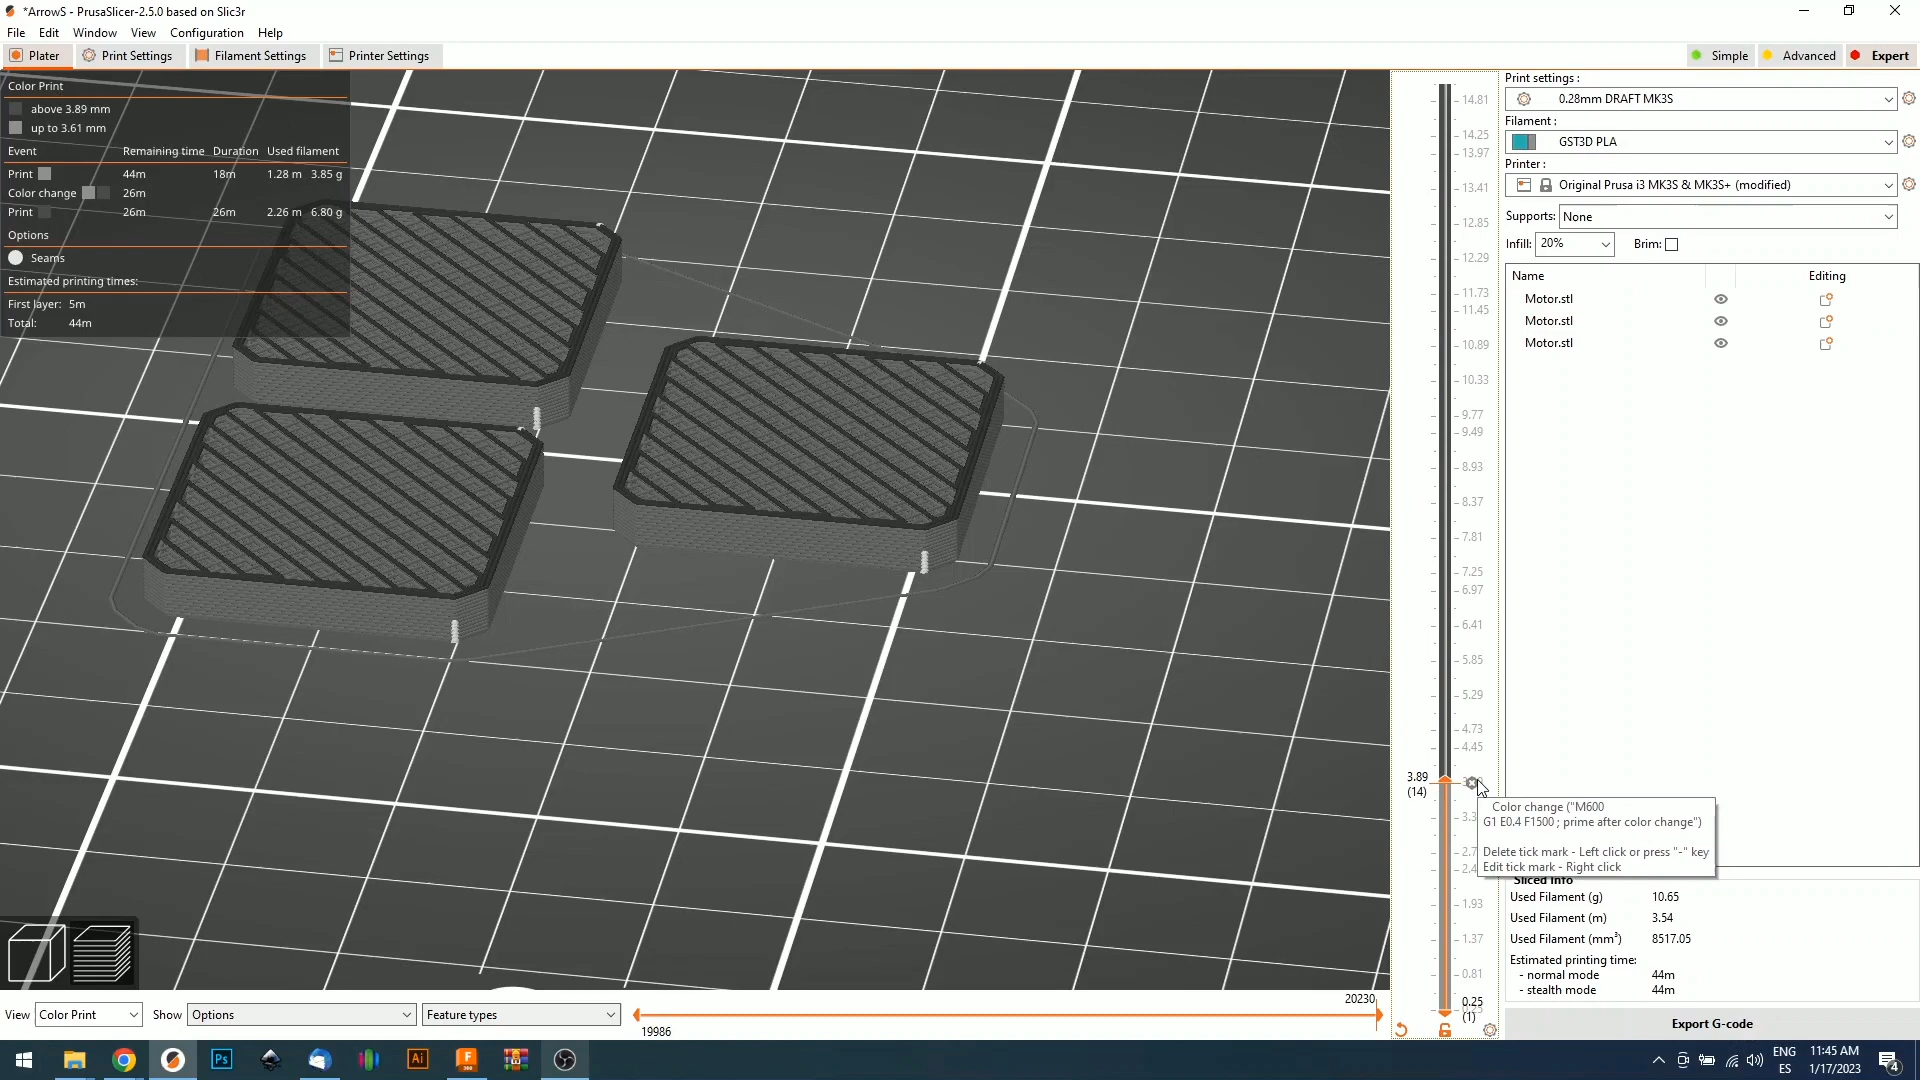 *ArrowS - PrusaSlicer-2.5.0 based on Slic3r
File Edit Window View Configuration Help
Plater Print Settings Filament Settings Printer Settings
Simple Advanced Expert
Color Print
above 3.89 mm
up to 3.61 mm
Event Remaining time Duration Used filament
Print 44m 18m 1.28 m 3.85 g
Color change 26m
Print 26m 26m 2.26 m 6.80 g
Options
Seams
Estimated printing times:
First layer: 5m
Total: 44m
14.81
14.25
13.97
13.41
12.85
12.29
11.73
11.45
10.89
10.33
9.77
9.49
8.93
8.37
7.81
7.25
6.97
6.41
5.85
5.29
4.73
4.45
3.89
(14)
1.93
1.37
0.81
0.25
(1)
Print settings :
0.28mm DRAFT MK3S
Filament :
GST3D PLA
Printer :
Original Prusa i3 MK3S & MK3S+ (modified)
Supports: None
Infill: 20% Brim:
Name Editing
Motor.stl
Motor.stl
Motor.stl
Color change ("M600
G1 E0.4 F1500 ; prime after color change")
Delete tick mark - Left click or press "-" key
Edit tick mark - Right click
Sliced Info
Used Filament (g) 10.65
Used Filament (m) 3.54
Used Filament (mm³) 8517.05
Estimated printing time:
- normal mode 44m
- stealth mode 44m
Export G-code
View Color Print Show Options Feature types
20230
19986
Ps
Ai
F
360
ENG
ES
11:45 AM
1/17/2023
4